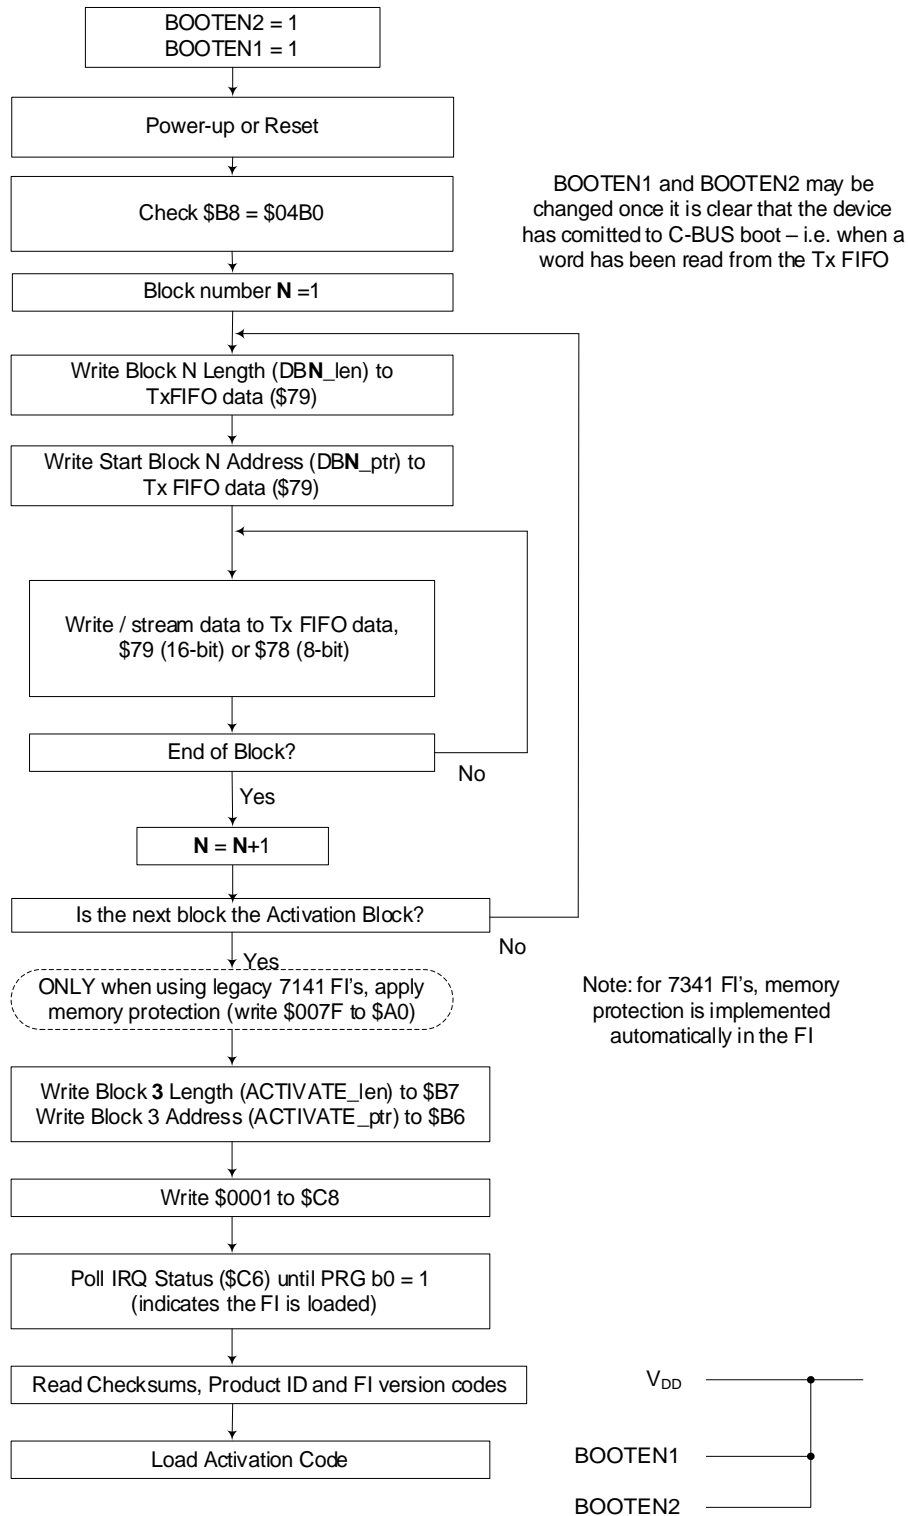 BOOTEN2 = 1
BOOTEN1 = 1
Power-up or Reset
Check $B8 = $04B0
BOOTEN1 and BOOTEN2 may be
changed once it is clear that the device
has comitted to C-BUS boot – i.e. when a
word has been read from the Tx FIFO
Block number N =1
Write Block N Length (DBN_len) to
TxFIFO data ($79)
Write Start Block N Address (DBN_ptr) to
Tx FIFO data ($79)
Write / stream data to Tx FIFO data,
$79 (16-bit) or $78 (8-bit)
End of Block?
No
Yes
N = N+1
Is the next block the Activation Block?
No
Yes
ONLY when using legacy 7141 FI's, apply
memory protection (write $007F to $A0)
Note: for 7341 FI's, memory
protection is implemented
automatically in the FI
Write Block 3 Length (ACTIVATE_len) to $B7
Write Block 3 Address (ACTIVATE_ptr) to $B6
Write $0001 to $C8
Poll IRQ Status ($C6) until PRG b0 = 1
(indicates the FI is loaded)
Read Checksums, Product ID and FI version codes
Load Activation Code
VDD
BOOTEN1
BOOTEN2